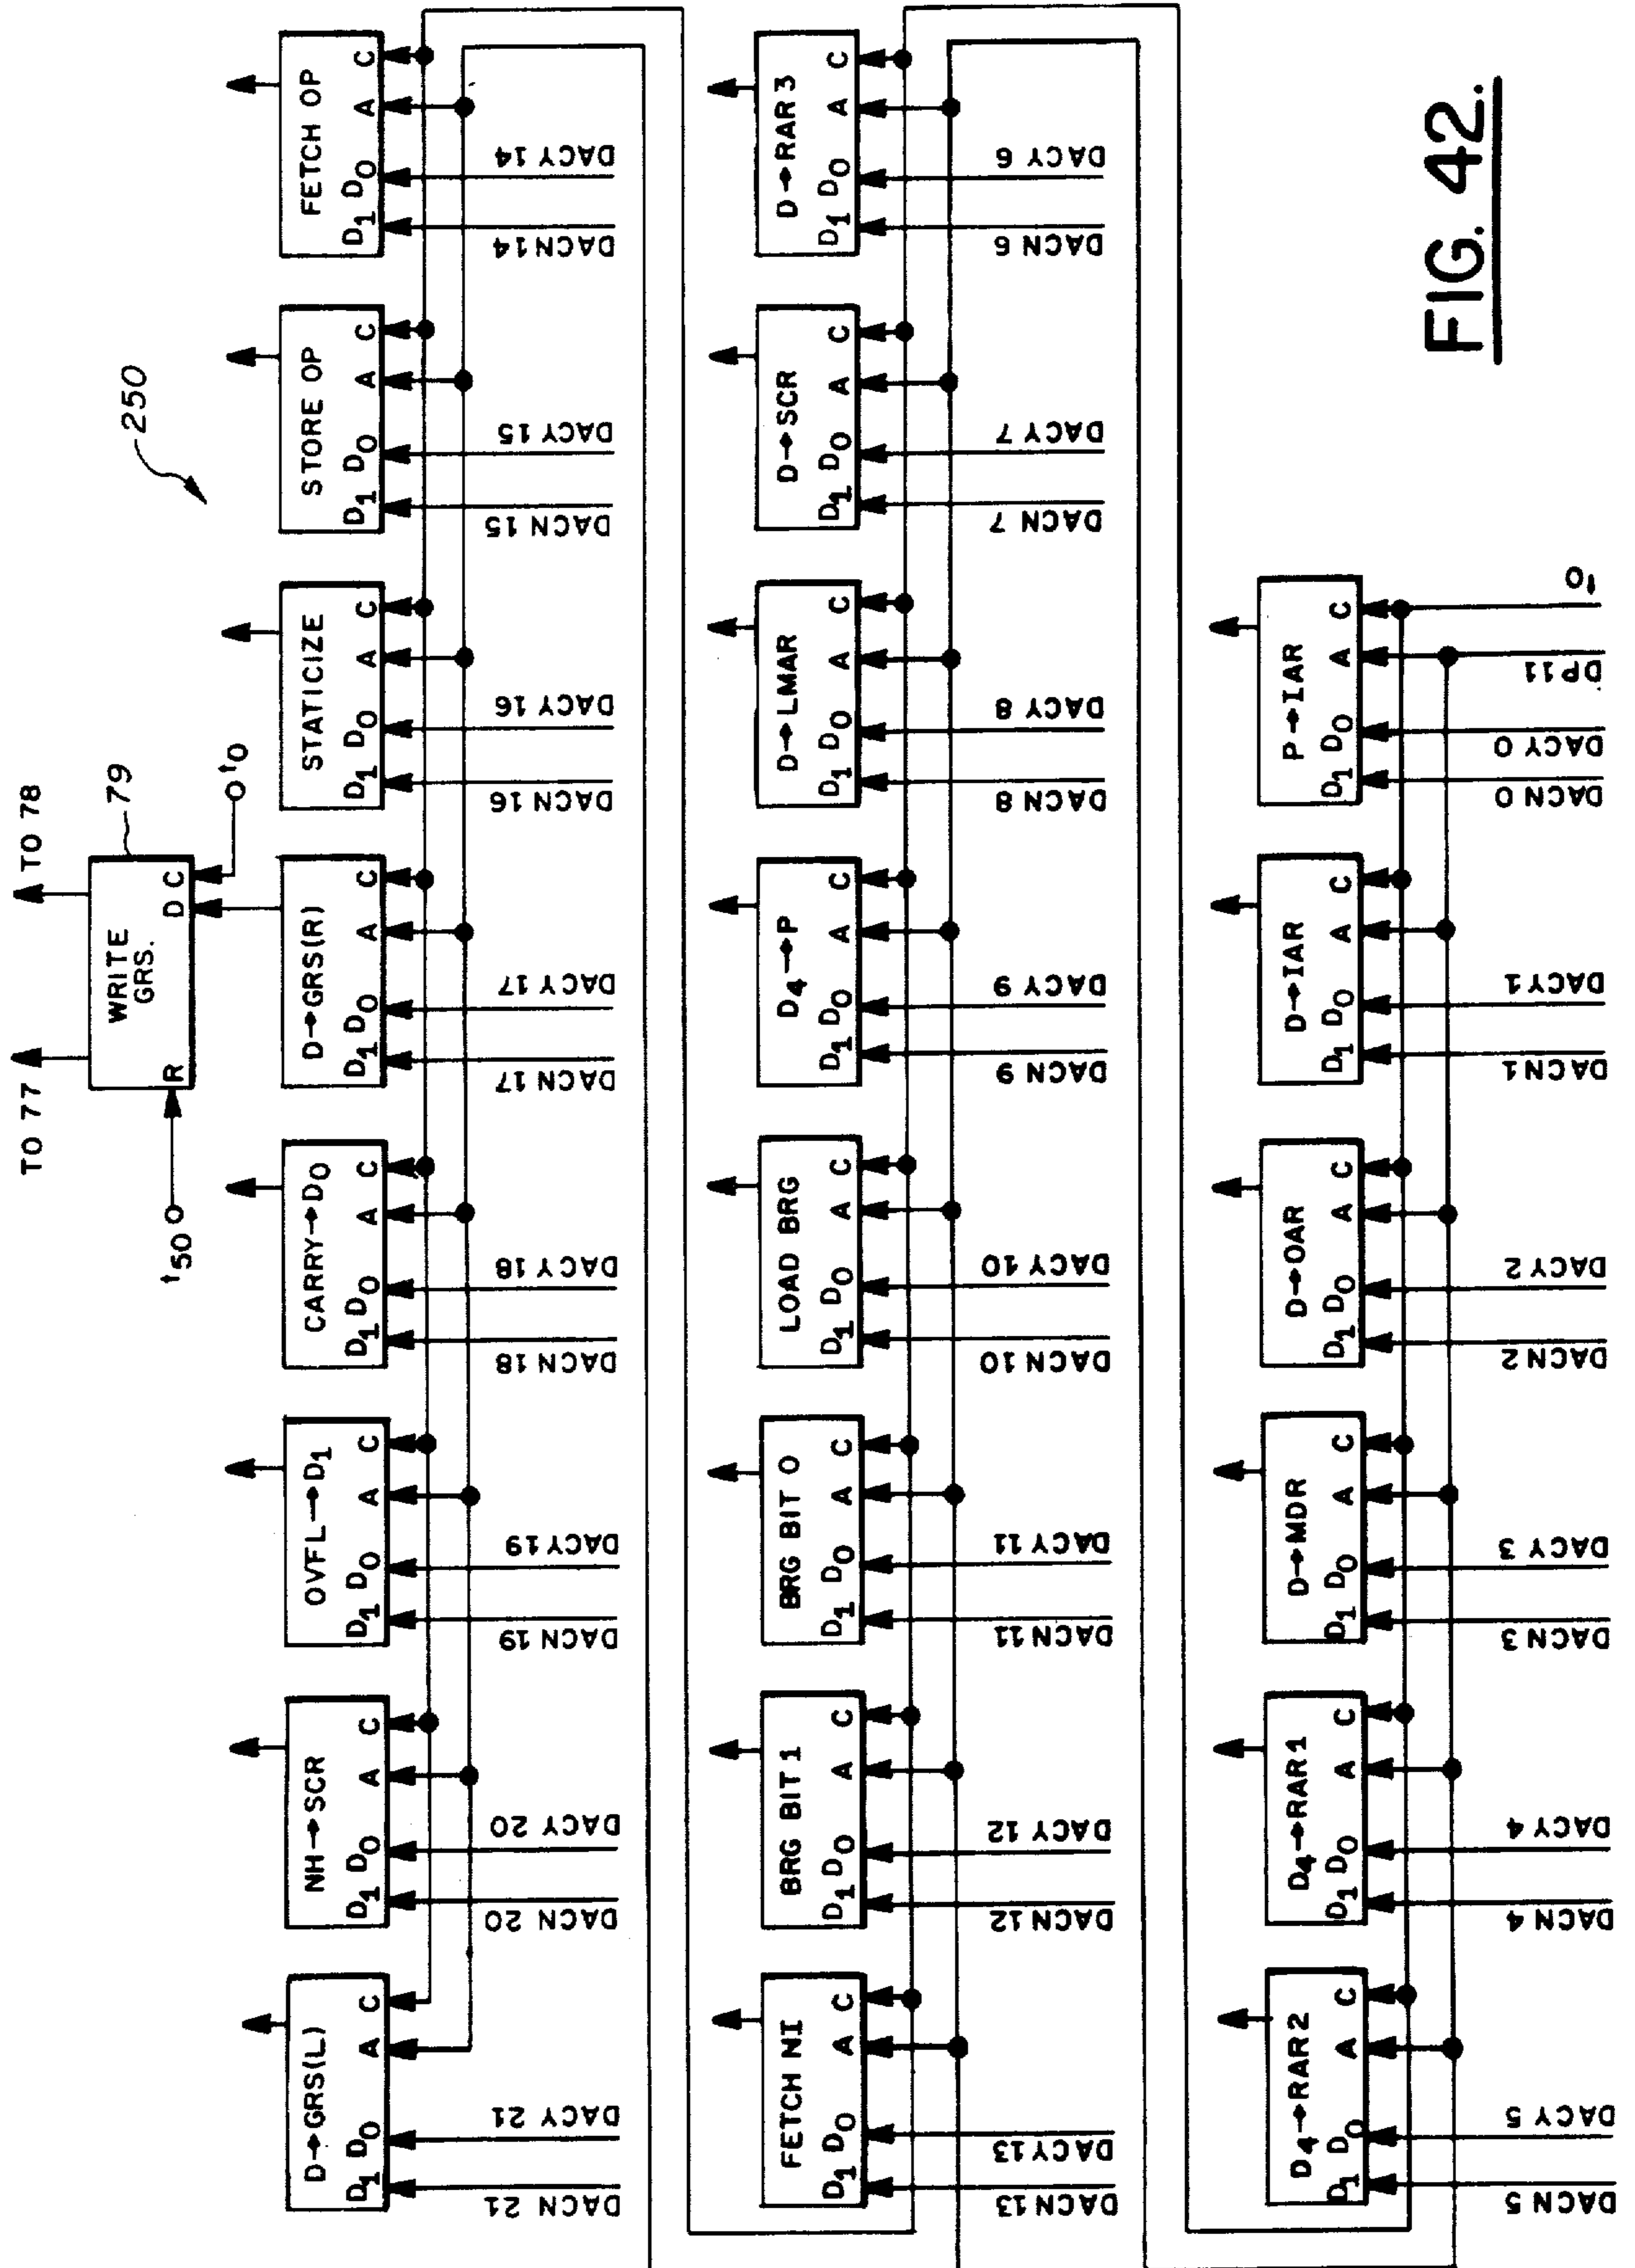 TO 77
TO 78
WRITE
GRS.
R
D C
79
t50
t0
250
D→GRS(L)
D1 D0 A C
DACN 21
DACY 21
NH→SCR
D1 D0 A C
DACN 20
DACY 20
OVFL→D1
D1 D0 A C
DACN 19
DACY 19
CARRY→D0
D1 D0 A C
DACN 18
DACY 18
D→GRS(R)
D1 D0 A C
DACN 17
DACY 17
STATICIZE
D1 D0 A C
DACN 16
DACY 16
STORE OP
D1 D0 A C
DACN 15
DACY 15
FETCH OP
D1 D0 A C
DACN 14
DACY 14
FETCH NI
D1 D0 A C
DACN 13
DACY 13
BRG BIT 1
D1 D0 A C
DACN 12
DACY 12
BRG BIT 0
D1 D0 A C
DACN 11
DACY 11
LOAD BRG
D1 D0 A C
DACN 10
DACY 10
D4→P
D1 D0 A C
DACN 9
DACY 9
D→LMAR
D1 D0 A C
DACN 8
DACY 8
D→SCR
D1 D0 A C
DACN 7
DACY 7
D→RAR 3
D1 D0 A C
DACN 6
DACY 6
D4→RAR2
D1 D0 A C
DACN 5
DACY 5
D4→RAR1
D1 D0 A C
DACN 4
DACY 4
D→MDR
D1 D0 A C
DACN 3
DACY 3
D→OAR
D1 D0 A C
DACN 2
DACY 2
D→IAR
D1 D0 A C
DACN 1
DACY 1
P→IAR
D1 D0 A C
DACN 0
DACY 0
DP11
t0
FIG. 42.